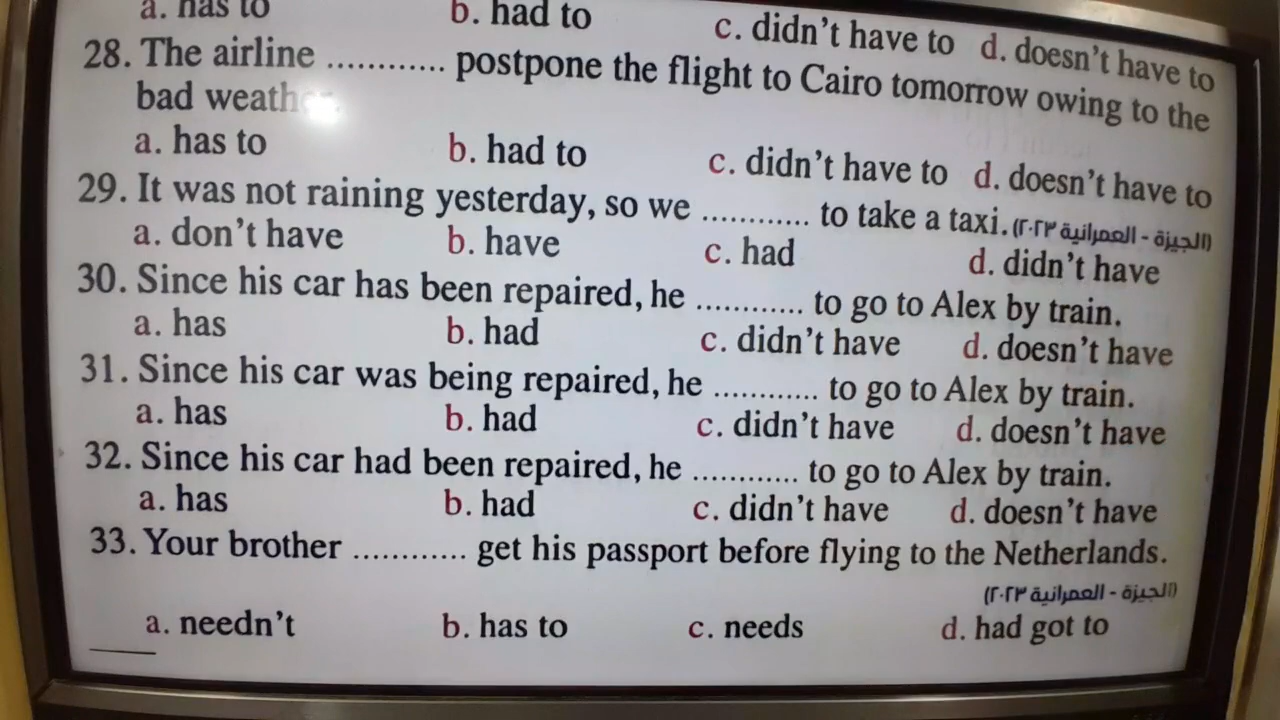 a. has to b. had to c. didn't have to d. doesn't have to
28. The airline ............ postpone the flight to Cairo tomorrow owing to the
bad
a. has to b. had to c. didn't have to d. doesn't have to
29. It was not raining yesterday, so we ............ to take a taxi. (الجيزة - العمرانية ٢٠٢٣)
a. don't have b. have c. had d. didn't have
30. Since his car has been repaired, he ............ to go to Alex by train.
a. has b. had c. didn't have d. doesn't have
31. Since his car was being repaired, he ............ to go to Alex by train.
a. has b. had c. didn't have d. doesn't have
32. Since his car had been repaired, he ............ to go to Alex by train.
a. has b. had c. didn't have d. doesn't have
33. Your brother ............ get his passport before flying to the Netherlands.
(الجيزة - العمرانية ٢٠٢٣)
a. needn't b. has to c. needs d. had got to